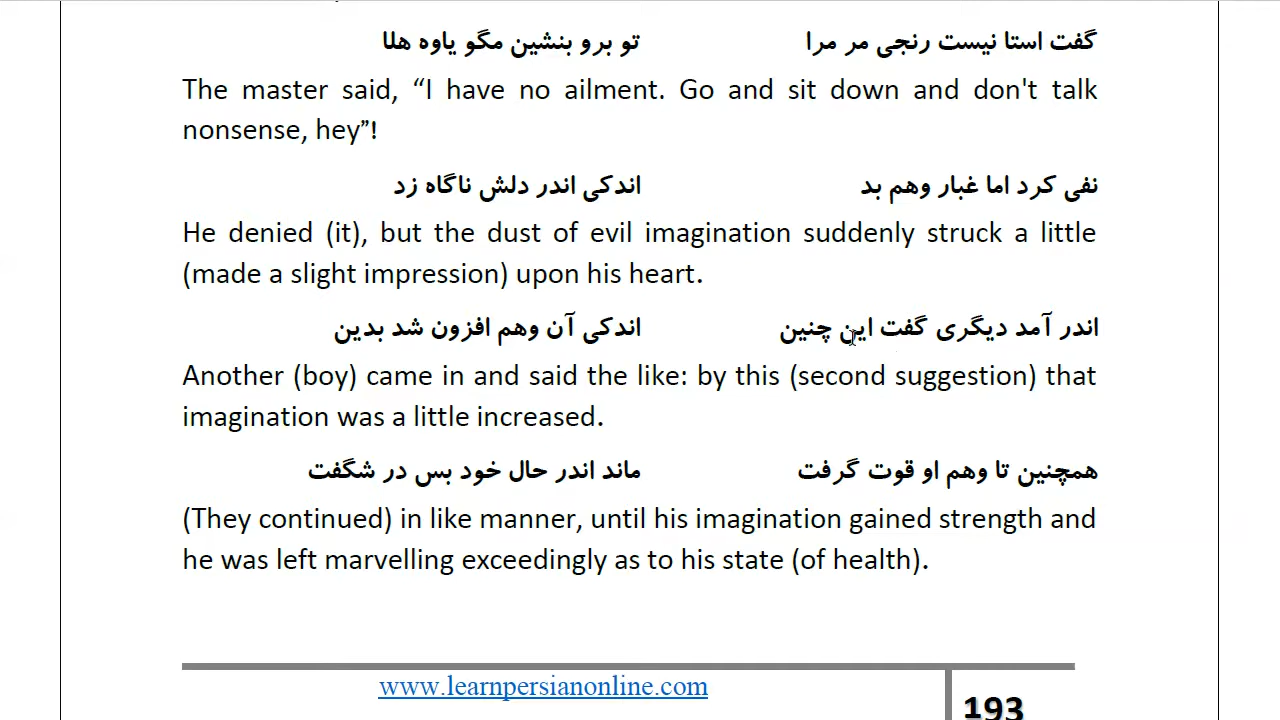 گفت استا نیست رنجی مر مرا تو برو بنشین مگو یاوه هلا
The master said, “I have no ailment. Go and sit down and don't talk
nonsense, hey”!
نفی کرد اما غبار وهم بد اندکی اندر دلش ناگاه زد
He denied (it), but the dust of evil imagination suddenly struck a little
(made a slight impression) upon his heart.
اندر آمد دیگری گفت این چنین اندکی آن وهم افزون شد بدین
Another (boy) came in and said the like: by this (second suggestion) that
imagination was a little increased.
همچنین تا وهم او قوت گرفت ماند اندر حال خود بس در شگفت
(They continued) in like manner, until his imagination gained strength and
he was left marvelling exceedingly as to his state (of health).
www.learnpersianonline.com
193